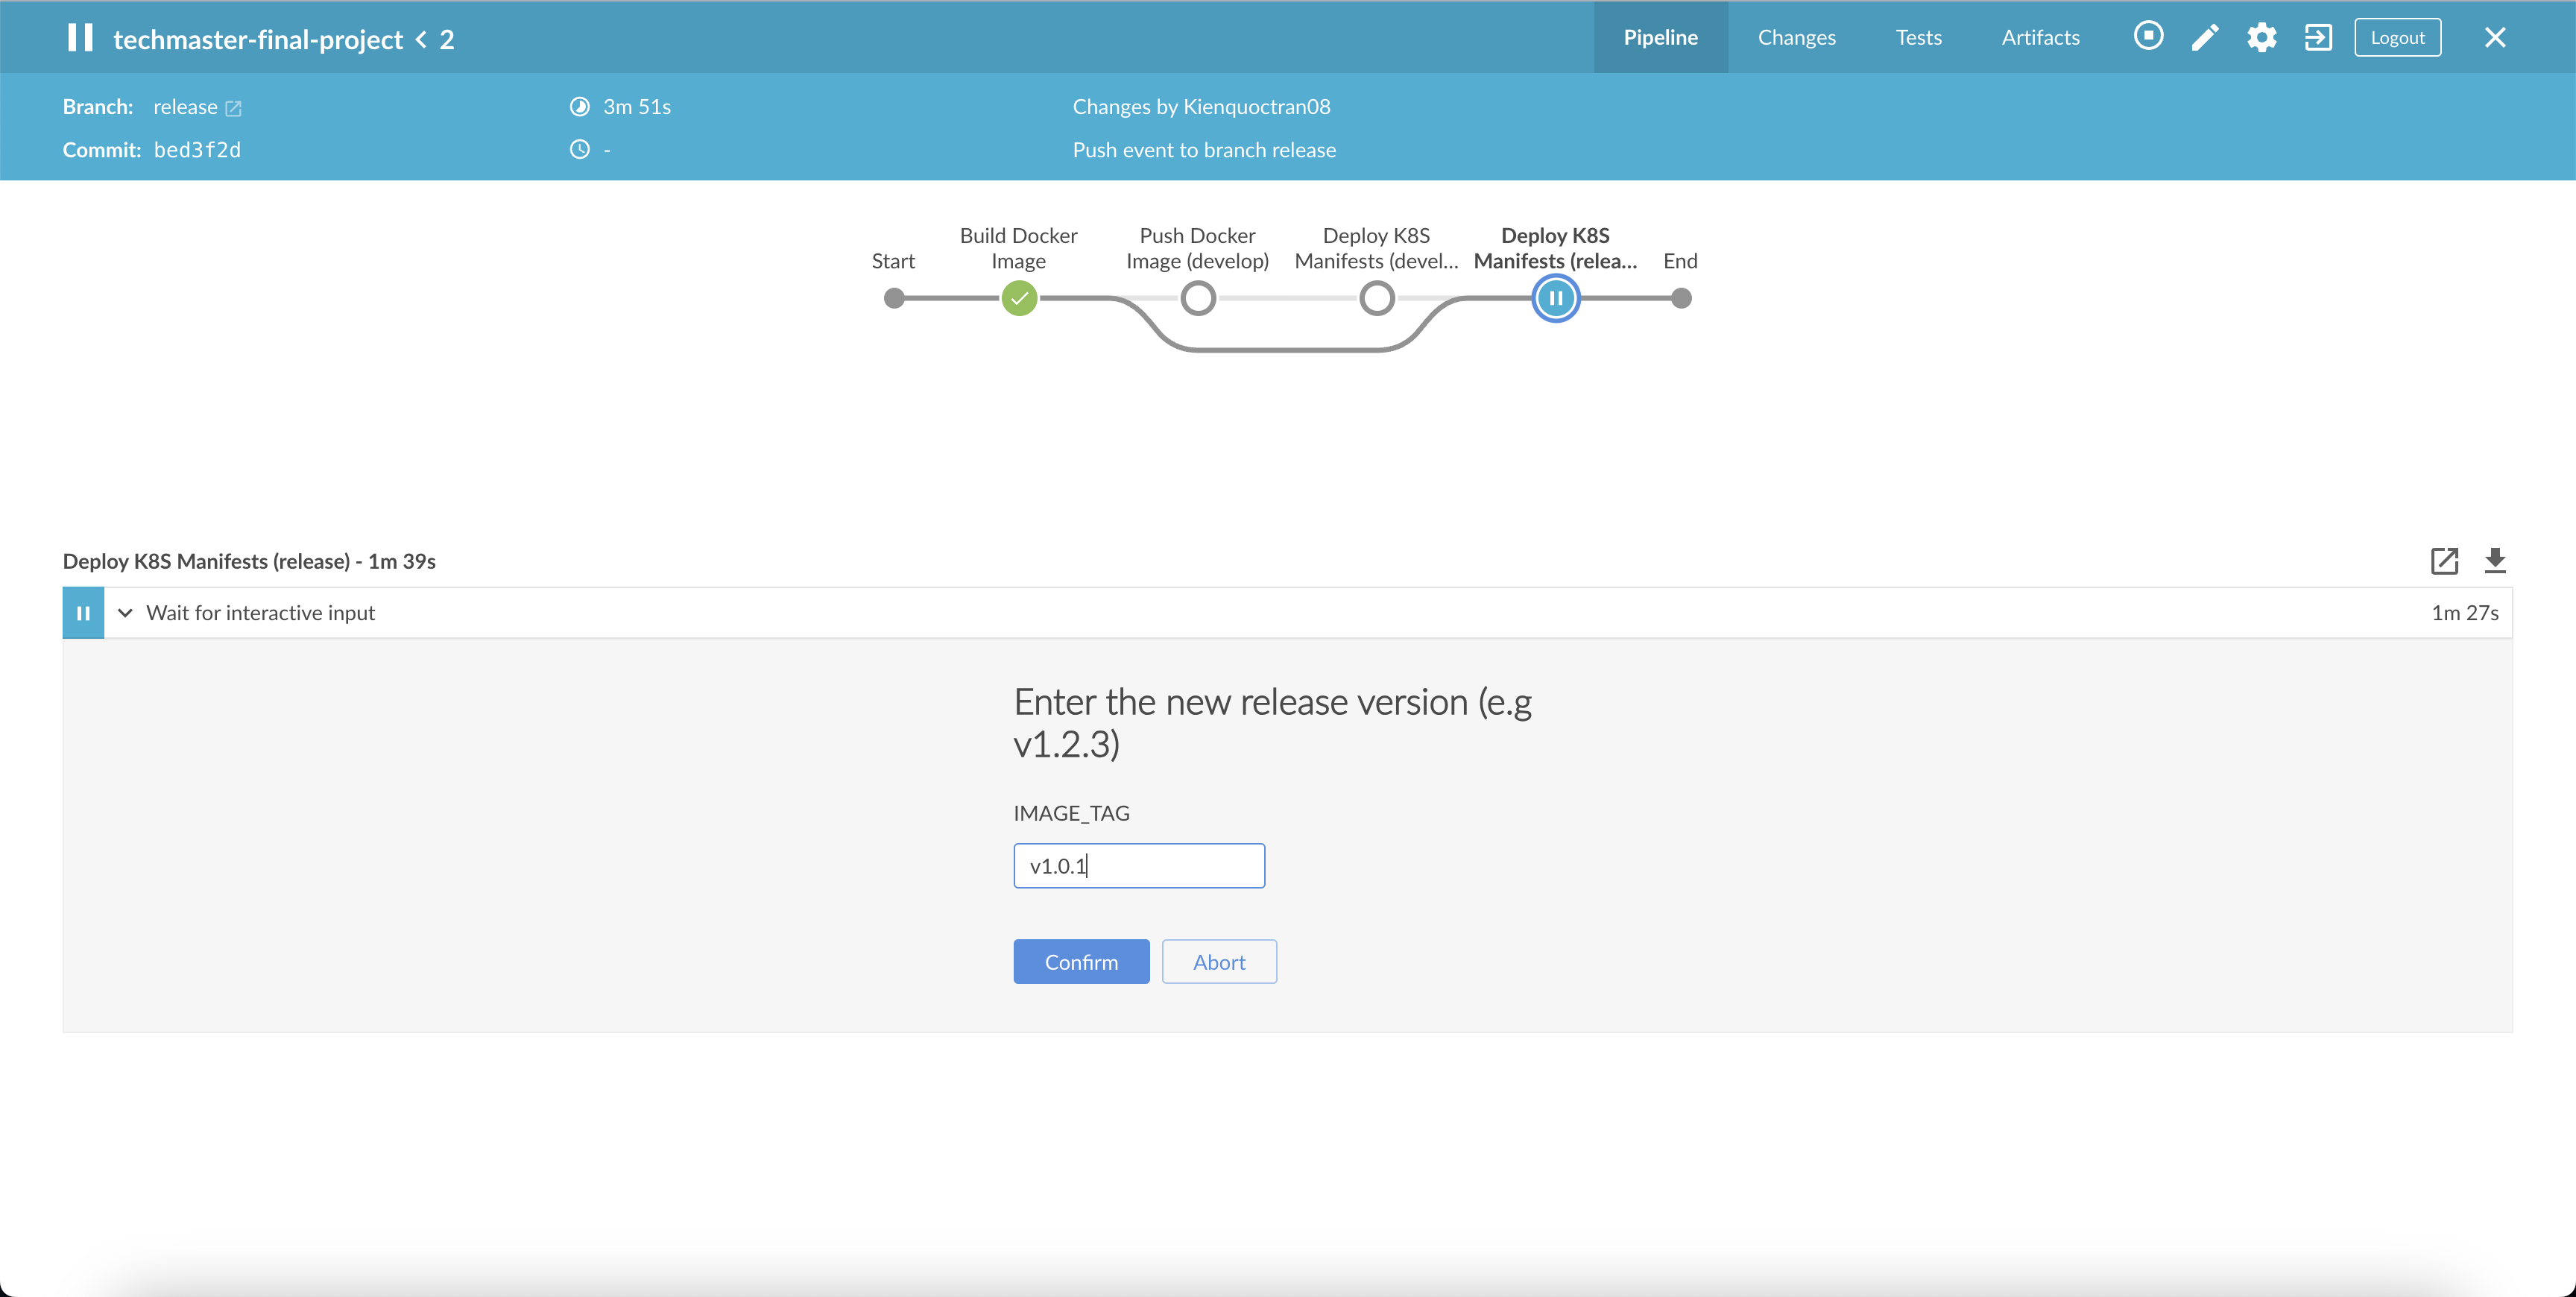 techmaster-final-project < 2
Pipeline Changes Tests Artifacts Logout
Branch: release 3m 51s Changes by Kienquoctran08
Commit: bed3f2d - Push event to branch release
Start
Build Docker
Image
Push Docker
Image (develop)
Deploy K8S
Manifests (devel...
Deploy K8S
Manifests (relea...
End
Deploy K8S Manifests (release) - 1m 39s
Wait for interactive input 1m 27s
Enter the new release version (e.g
v1.2.3)
IMAGE_TAG
v1.0.1
Confirm Abort